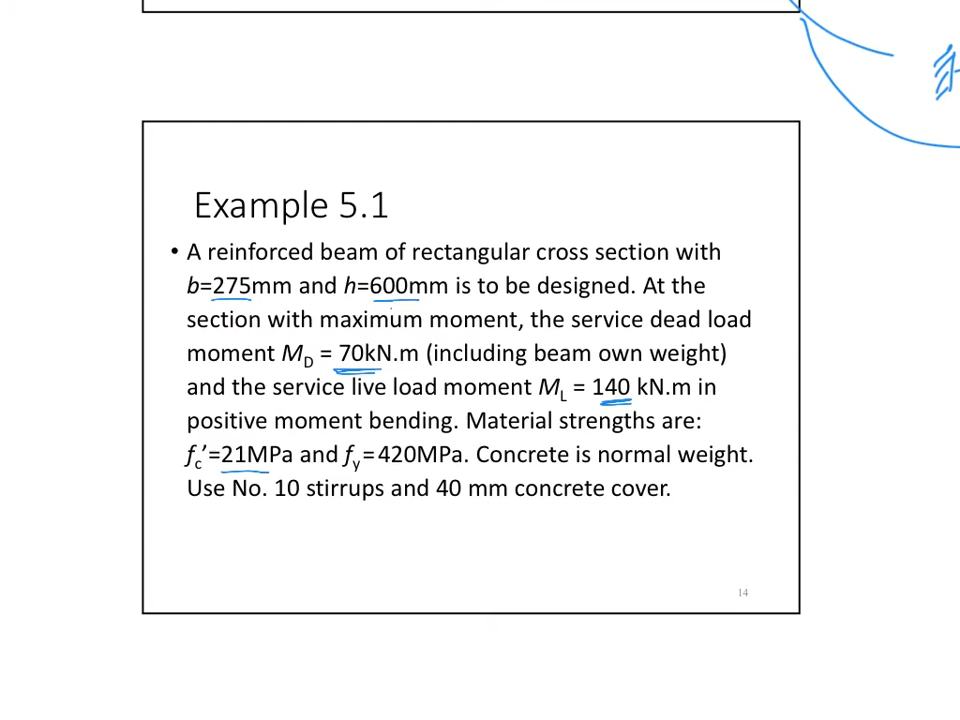 Example 5.1
• A reinforced beam of rectangular cross section with
b=275mm and h=600mm is to be designed. At the
section with maximum moment, the service dead load
moment MD = 70kN.m (including beam own weight)
and the service live load moment ML = 140 kN.m in
positive moment bending. Material strengths are:
fc’=21MPa and fy=420MPa. Concrete is normal weight.
Use No. 10 stirrups and 40 mm concrete cover.
14